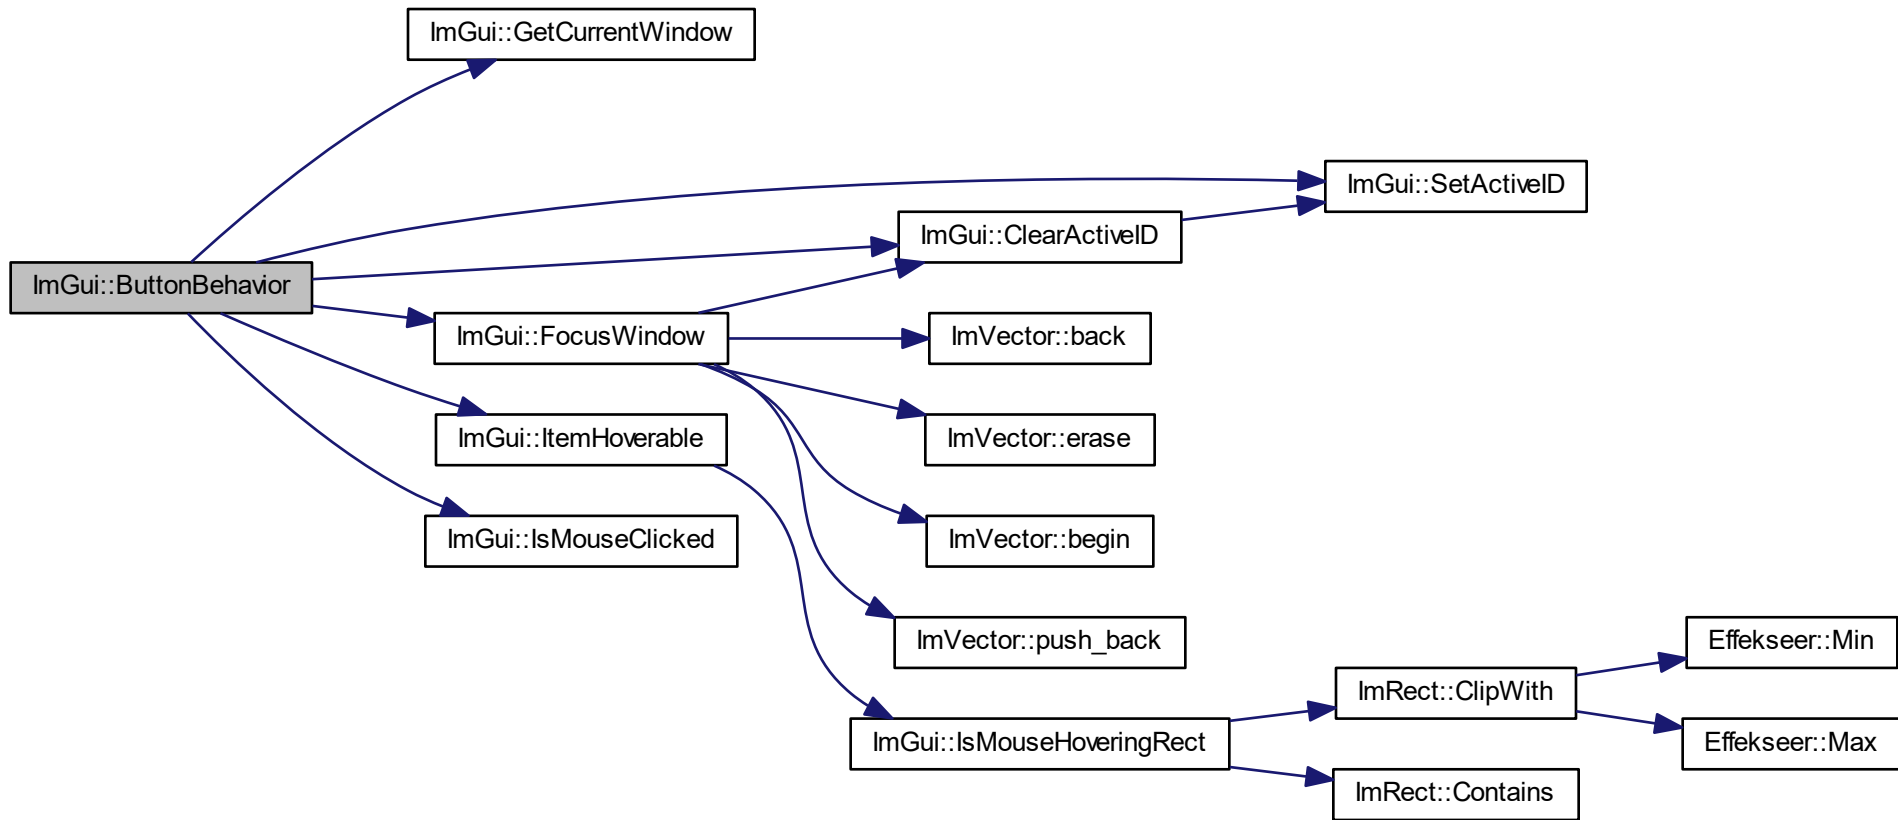 ImGui::GetCurrentWindow
ImGui::SetActiveID
ImGui::ClearActiveID
ImGui::ButtonBehavior
ImGui::FocusWindow
ImVector::back
ImGui::ItemHoverable
ImVector::erase
ImGui::IsMouseClicked
ImVector::begin
ImVector::push_back
Effekseer::Min
ImRect::ClipWith
ImGui::IsMouseHoveringRect
Effekseer::Max
ImRect::Contains